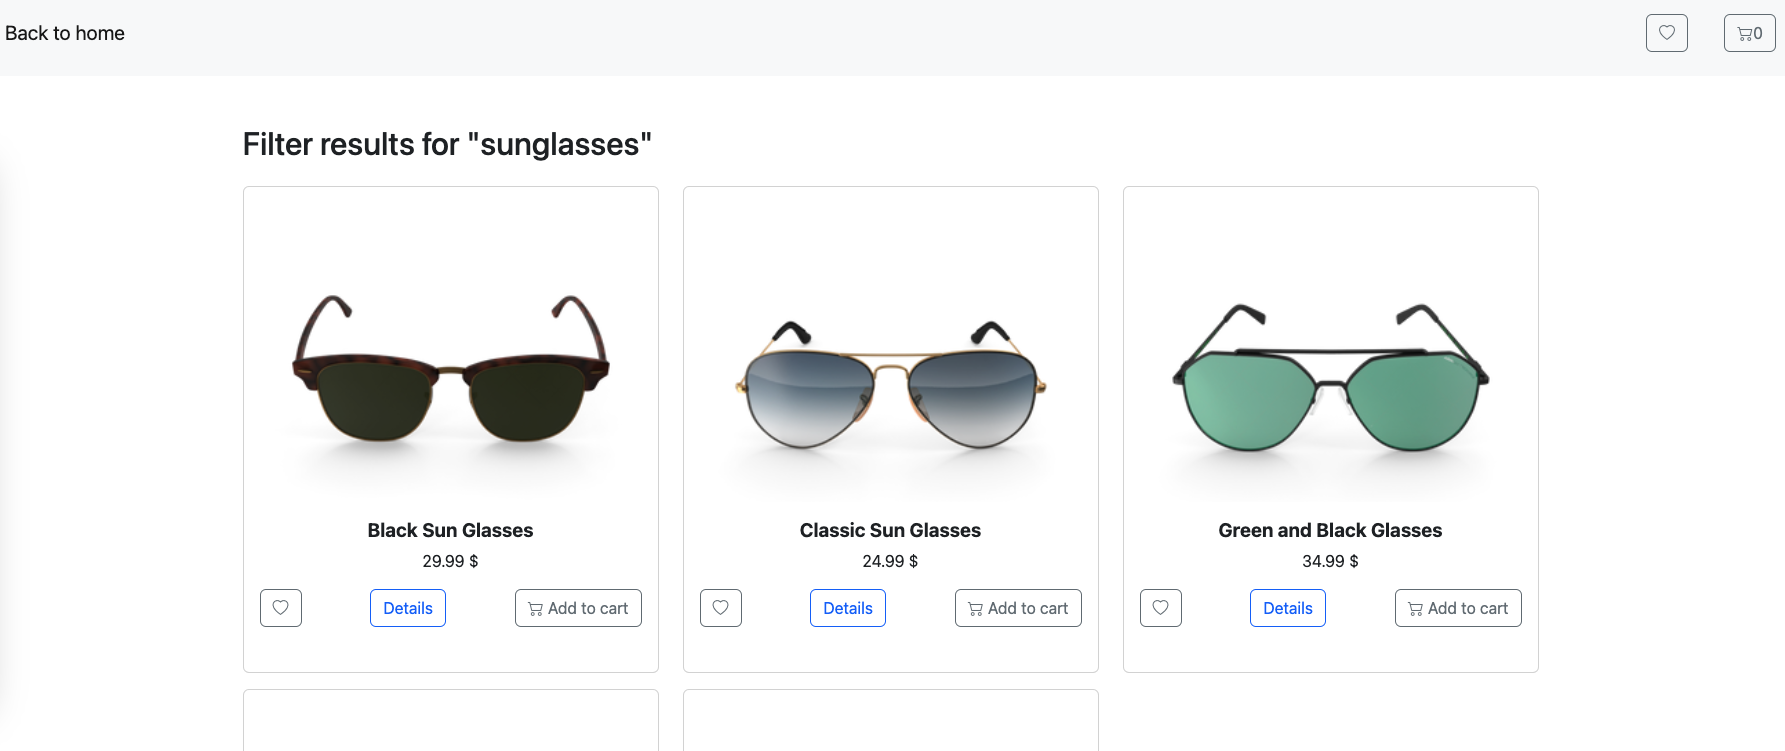 Back to home
0
Filter results for "sunglasses"
Black Sun Glasses
29.99 $
Details
Add to cart
Classic Sun Glasses
24.99 $
Details
Add to cart
Green and Black Glasses
34.99 $
Details
Add to cart